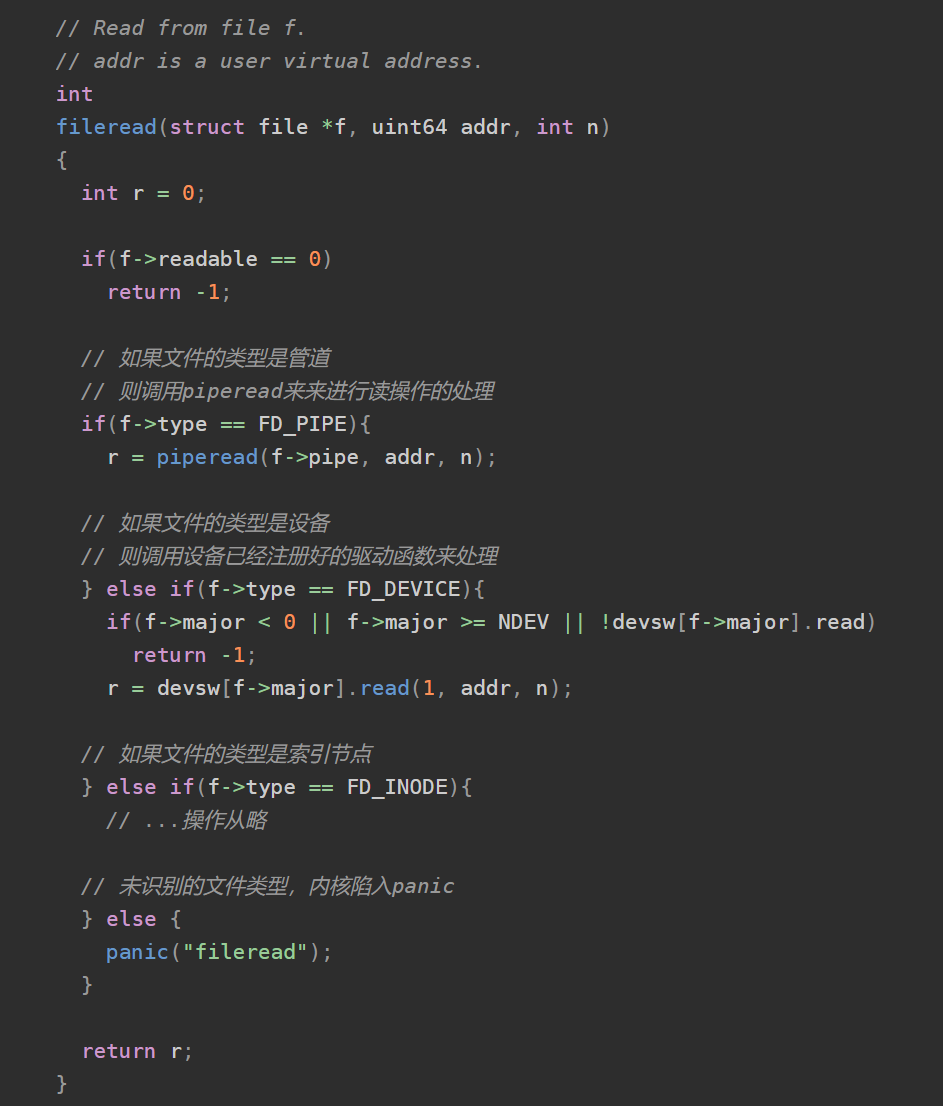 // Read from file f.
// addr is a user virtual address.
int
fileread(struct file *f, uint64 addr, int n)
{
  int r = 0;

  if(f->readable == 0)
    return -1;

  // 如果文件的类型是管道
  // 则调用piperead来来进行读操作的处理
  if(f->type == FD_PIPE){
    r = piperead(f->pipe, addr, n);

  // 如果文件的类型是设备
  // 则调用设备已经注册好的驱动函数来处理
  } else if(f->type == FD_DEVICE){
    if(f->major < 0 || f->major >= NDEV || !devsw[f->major].read)
      return -1;
    r = devsw[f->major].read(1, addr, n);

  // 如果文件的类型是索引节点
  } else if(f->type == FD_INODE){
    // ...操作从略

  // 未识别的文件类型，内核陷入panic
  } else {
    panic("fileread");
  }

  return r;
}